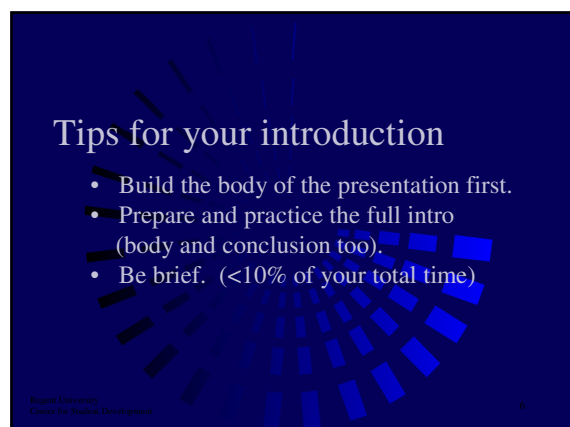 Tips for your introduction
• Build the body of the presentation first.
• Prepare and practice the full intro
(body and conclusion too).
• Be brief. (<10% of your total time)
6